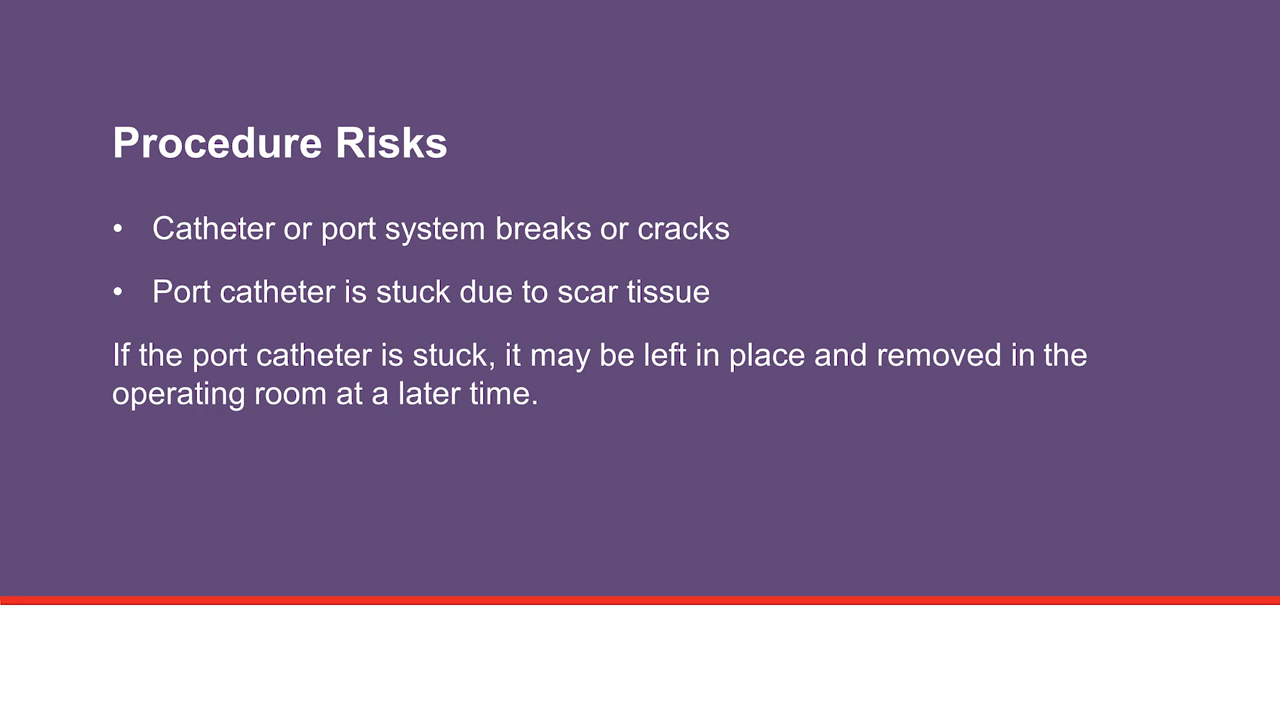 Procedure Risks
• Catheter or port system breaks or cracks
• Port catheter is stuck due to scar tissue
If the port catheter is stuck, it may be left in place and removed in the
operating room at a later time.